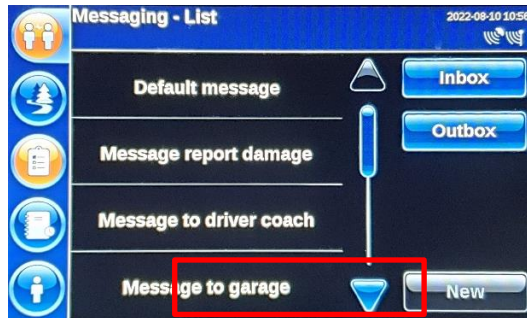 Messaging - List
2022-08-10 10:56
Default message
Inbox
Message report damage
Outbox
Message to driver coach
Message to garage
New